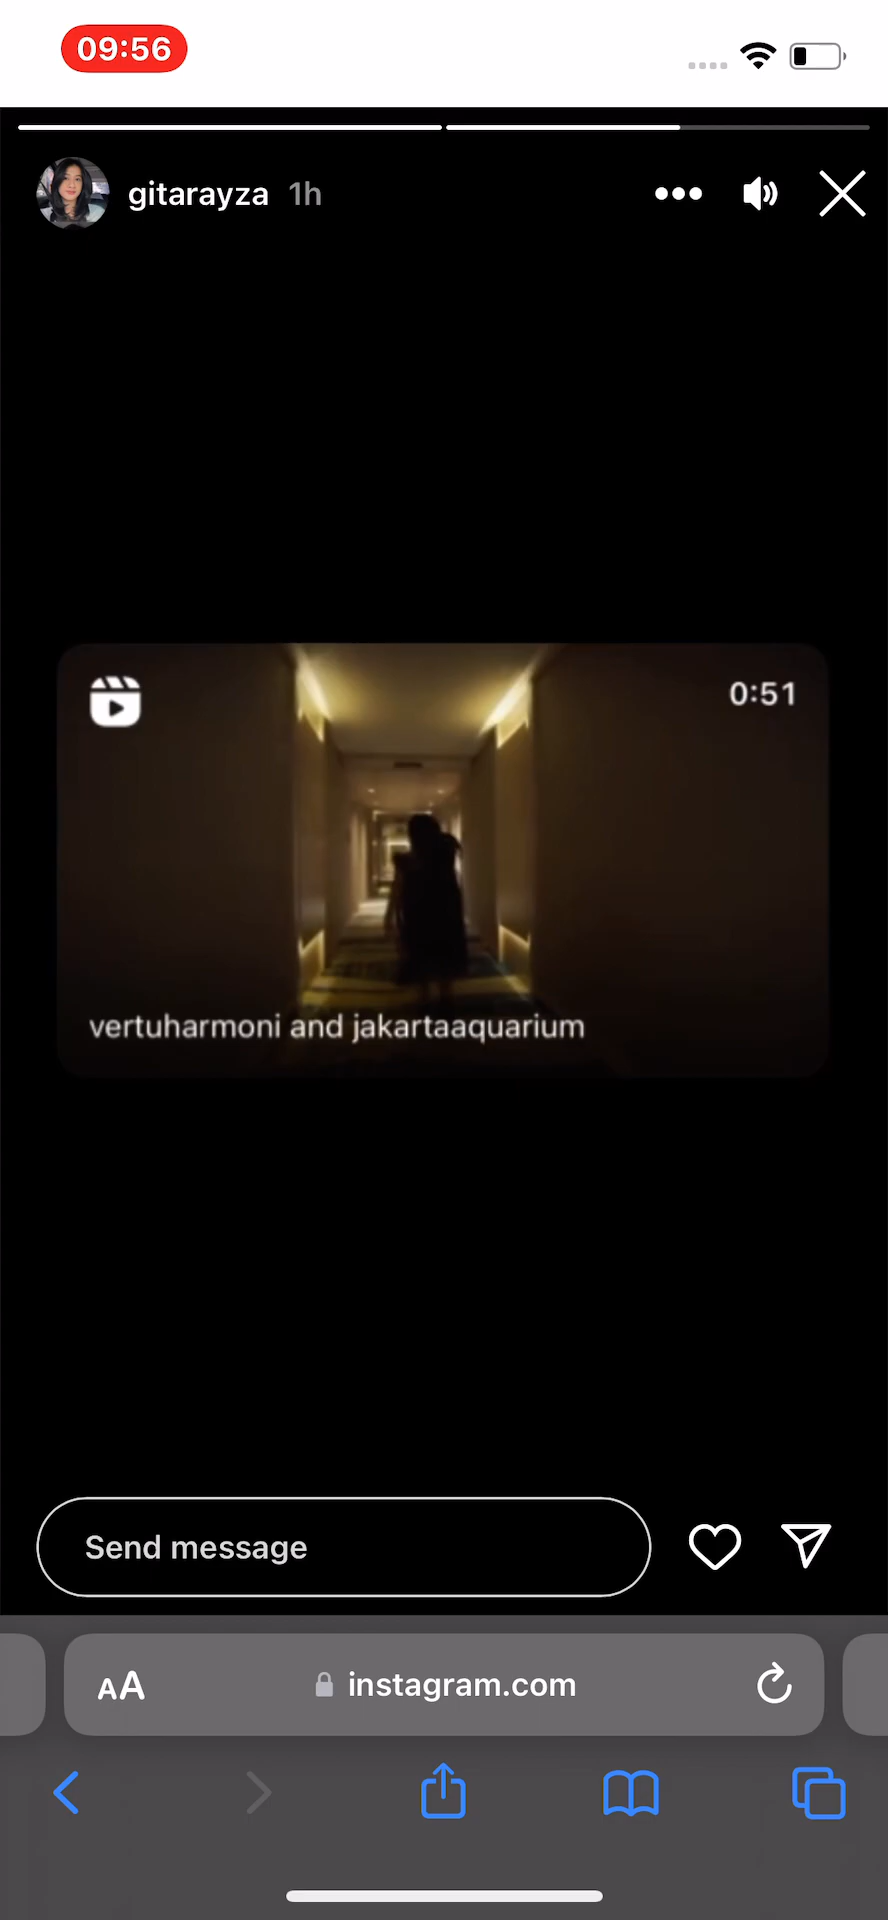 09:56
gitarayza 1h
0:51
vertuharmoni and jakartaaquarium
Send message
AA instagram.com